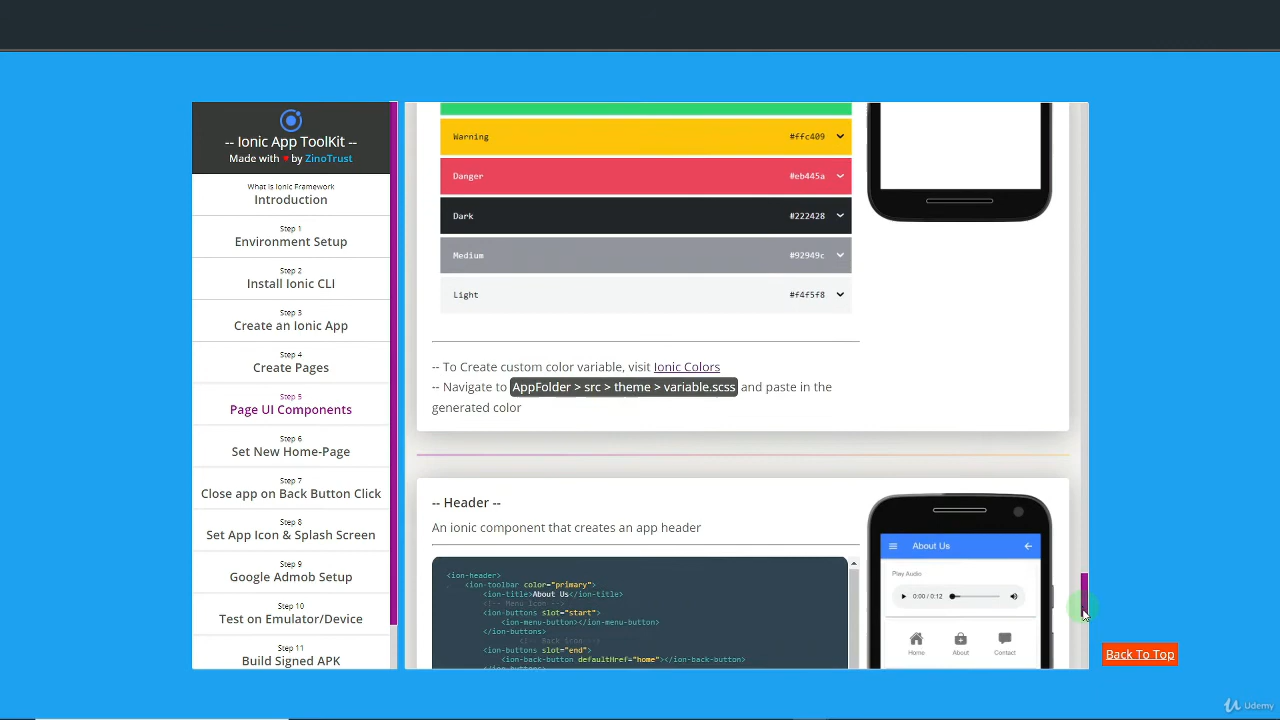 -- Ionic App ToolKit --
Made with ♥ by ZinoTrust
What is Ionic Framework
Introduction
Step 1
Environment Setup
Step 2
Install Ionic CLI
Step 3
Create an Ionic App
Step 4
Create Pages
Step 5
Page UI Components
Step 6
Set New Home-Page
Step 7
Close app on Back Button Click
Step 8
Set App Icon & Splash Screen
Step 9
Google Admob Setup
Step 10
Test on Emulator/Device
Step 11
Build Signed APK
Warning #ffc409
Danger #eb445a
Dark #222428
Medium #92949c
Light #f4f5f8
-- To Create custom color variable, visit Ionic Colors
-- Navigate to AppFolder > src > theme > variable.scss and paste in the
generated color
-- Header --
An ionic component that creates an app header
<ion-header>
<ion-toolbar color="primary">
<ion-title>About Us</ion-title>
<!-- Menu Icon -->
<ion-buttons slot="start">
<ion-menu-button></ion-menu-button>
</ion-buttons>
<!-- Back icon -->
<ion-buttons slot="end">
<ion-back-button defaultHref="home"></ion-back-button>
About Us
Play Audio
0:00 / 0:12
Home About Contact
Back To Top
Udemy